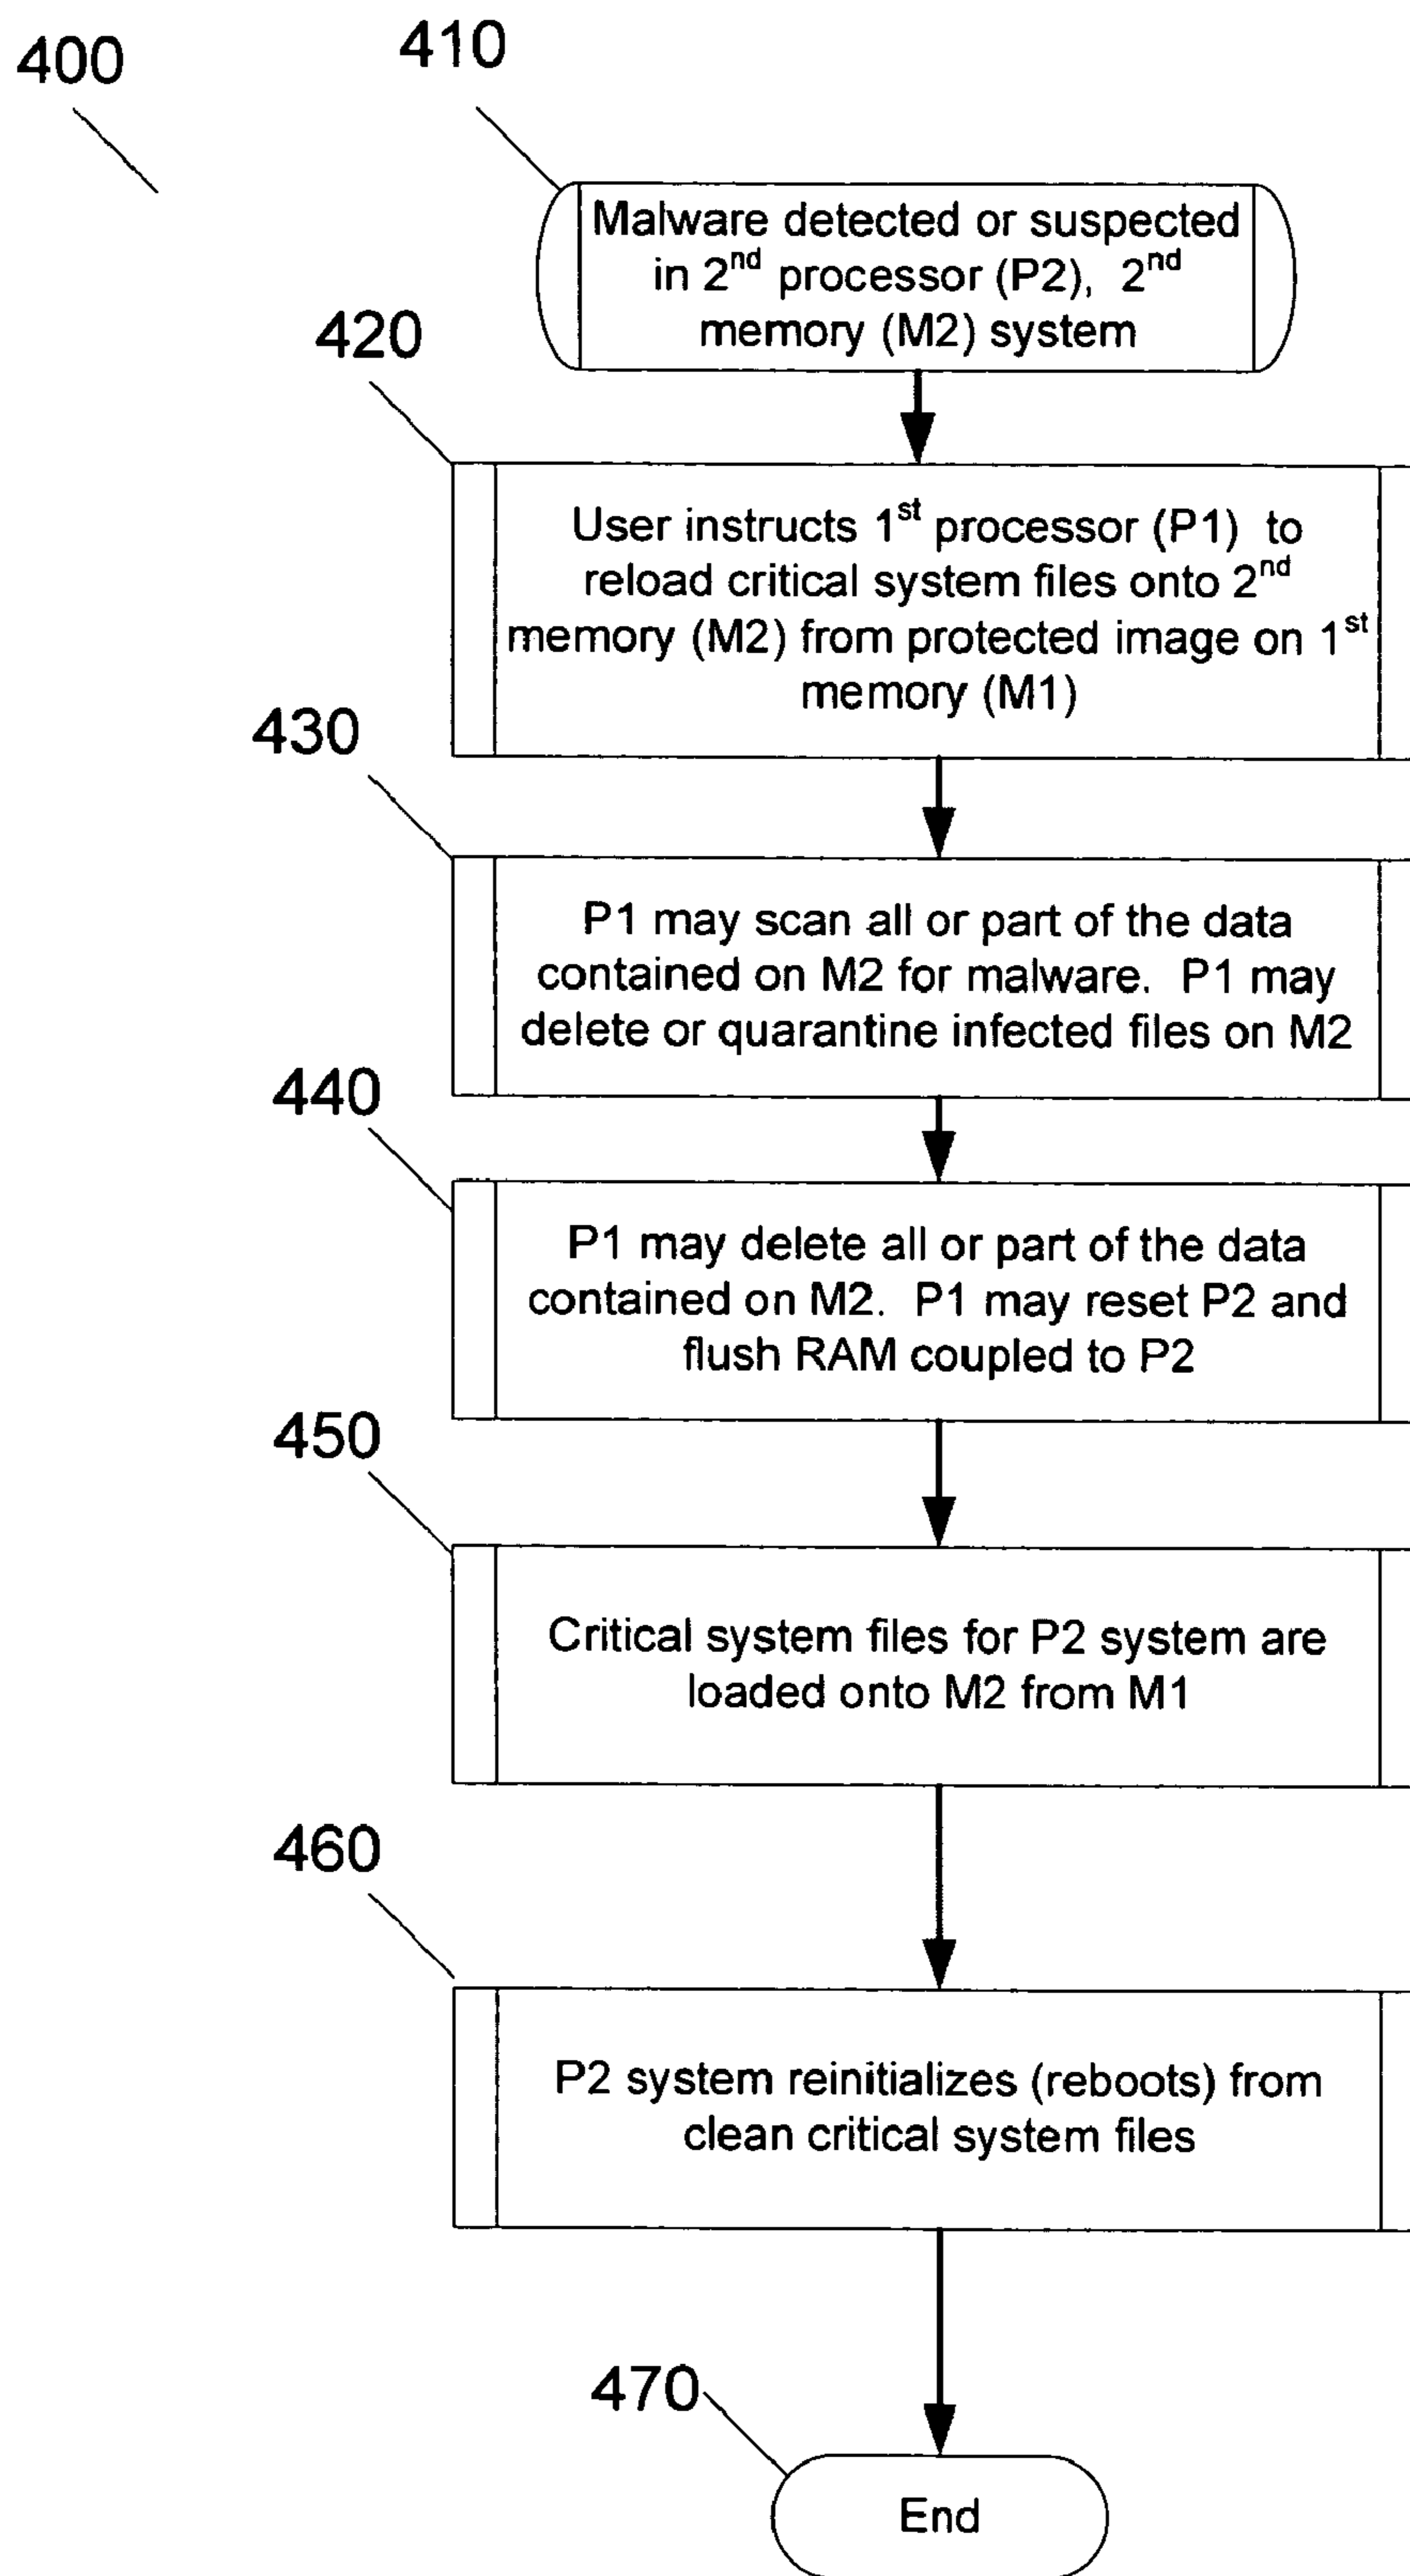 400
410
Malware detected or suspected
in 2nd processor (P2), 2nd
memory (M2) system
420
User instructs 1st processor (P1) to
reload critical system files onto 2nd
memory (M2) from protected image on 1st
memory (M1)
430
P1 may scan all or part of the data
contained on M2 for malware. P1 may
delete or quarantine infected files on M2
440
P1 may delete all or part of the data
contained on M2. P1 may reset P2 and
flush RAM coupled to P2
450
Critical system files for P2 system are
loaded onto M2 from M1
460
P2 system reinitializes (reboots) from
clean critical system files
470
End